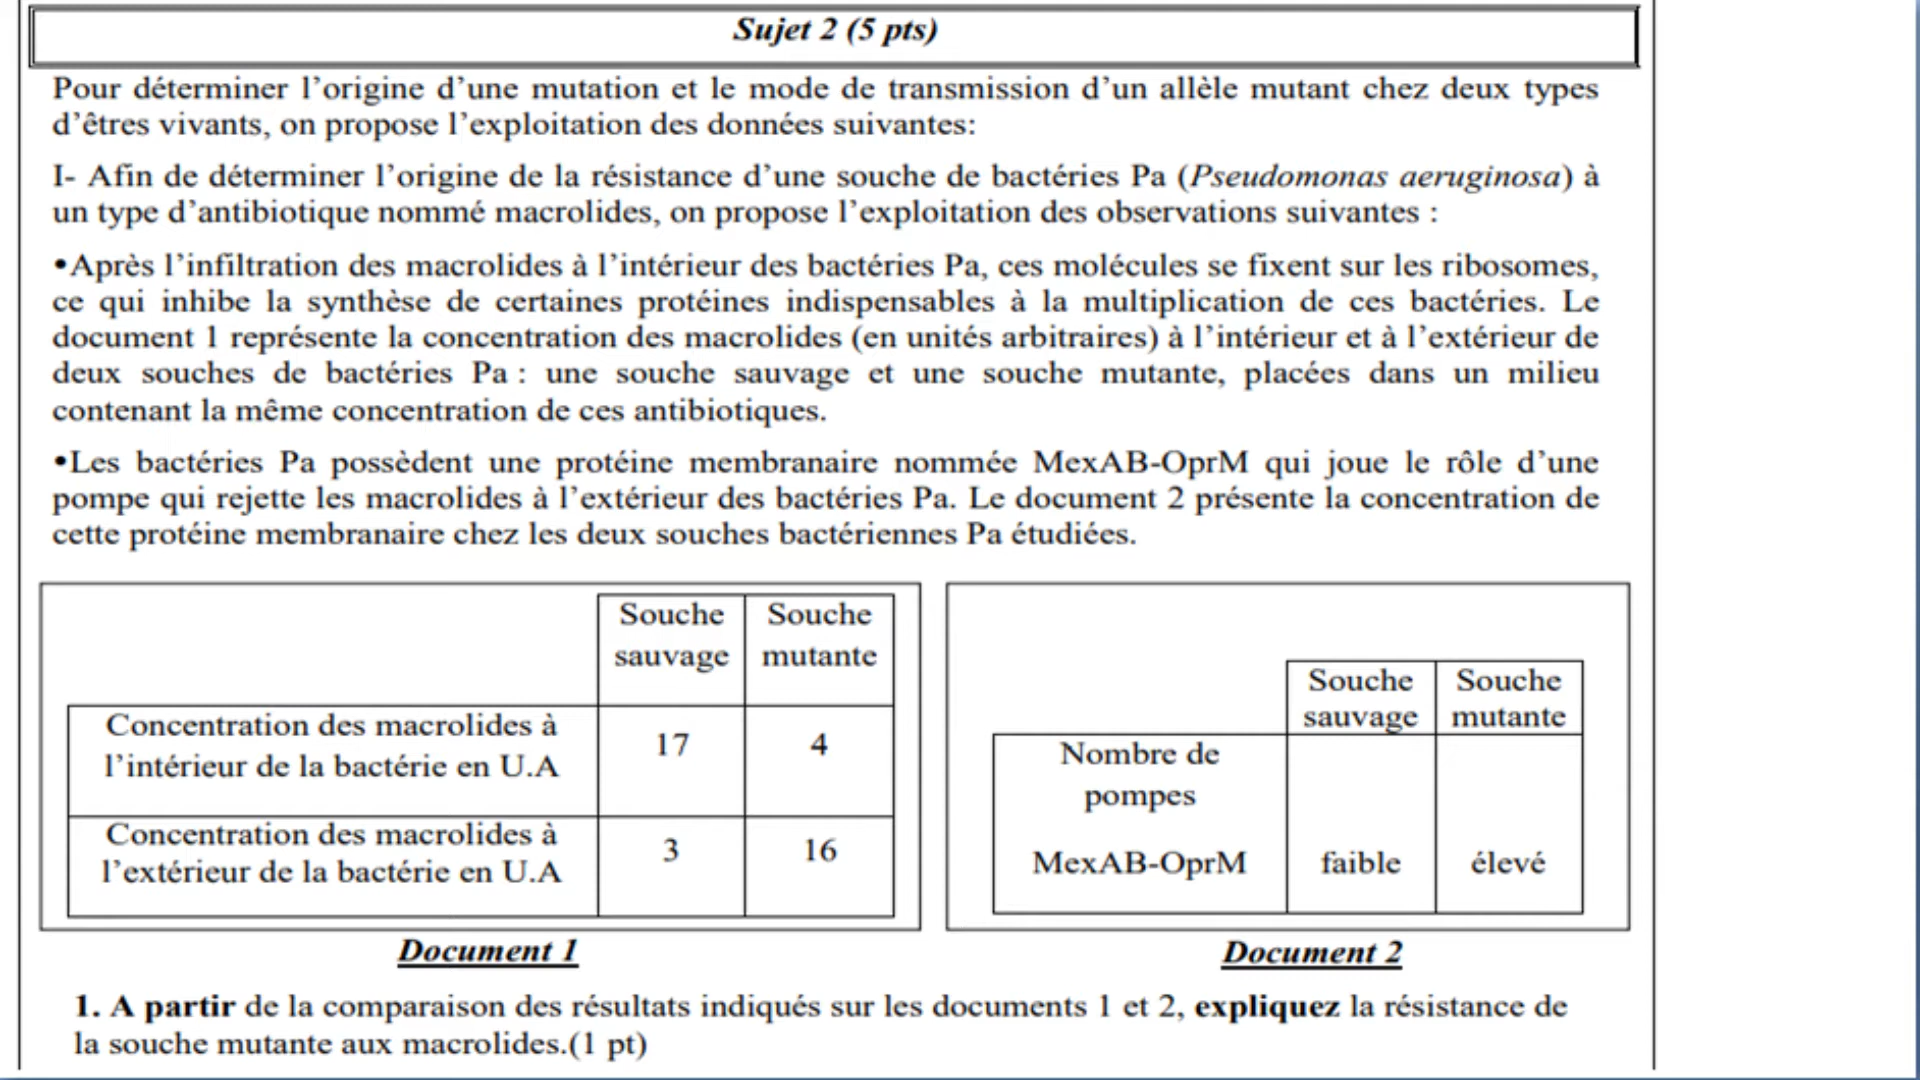 Sujet 2 (5 pts)
Pour déterminer l’origine d’une mutation et le mode de transmission d’un allèle mutant chez deux types
d’êtres vivants, on propose l’exploitation des données suivantes:
I- Afin de déterminer l’origine de la résistance d’une souche de bactéries Pa (Pseudomonas aeruginosa) à
un type d’antibiotique nommé macrolides, on propose l’exploitation des observations suivantes :
•Après l’infiltration des macrolides à l’intérieur des bactéries Pa, ces molécules se fixent sur les ribosomes,
ce qui inhibe la synthèse de certaines protéines indispensables à la multiplication de ces bactéries. Le
document 1 représente la concentration des macrolides (en unités arbitraires) à l’intérieur et à l’extérieur de
deux souches de bactéries Pa : une souche sauvage et une souche mutante, placées dans un milieu
contenant la même concentration de ces antibiotiques.
•Les bactéries Pa possèdent une protéine membranaire nommée MexAB-OprM qui joue le rôle d’une
pompe qui rejette les macrolides à l’extérieur des bactéries Pa. Le document 2 présente la concentration de
cette protéine membranaire chez les deux souches bactériennes Pa étudiées.
Souche Souche
sauvage mutante
Concentration des macrolides à
l’intérieur de la bactérie en U.A
17 4
Concentration des macrolides à
l’extérieur de la bactérie en U.A
3 16
Document 1
Souche Souche
sauvage mutante
Nombre de
pompes
MexAB-OprM faible élevé
Document 2
1. A partir de la comparaison des résultats indiqués sur les documents 1 et 2, expliquez la résistance de
la souche mutante aux macrolides.(1 pt)